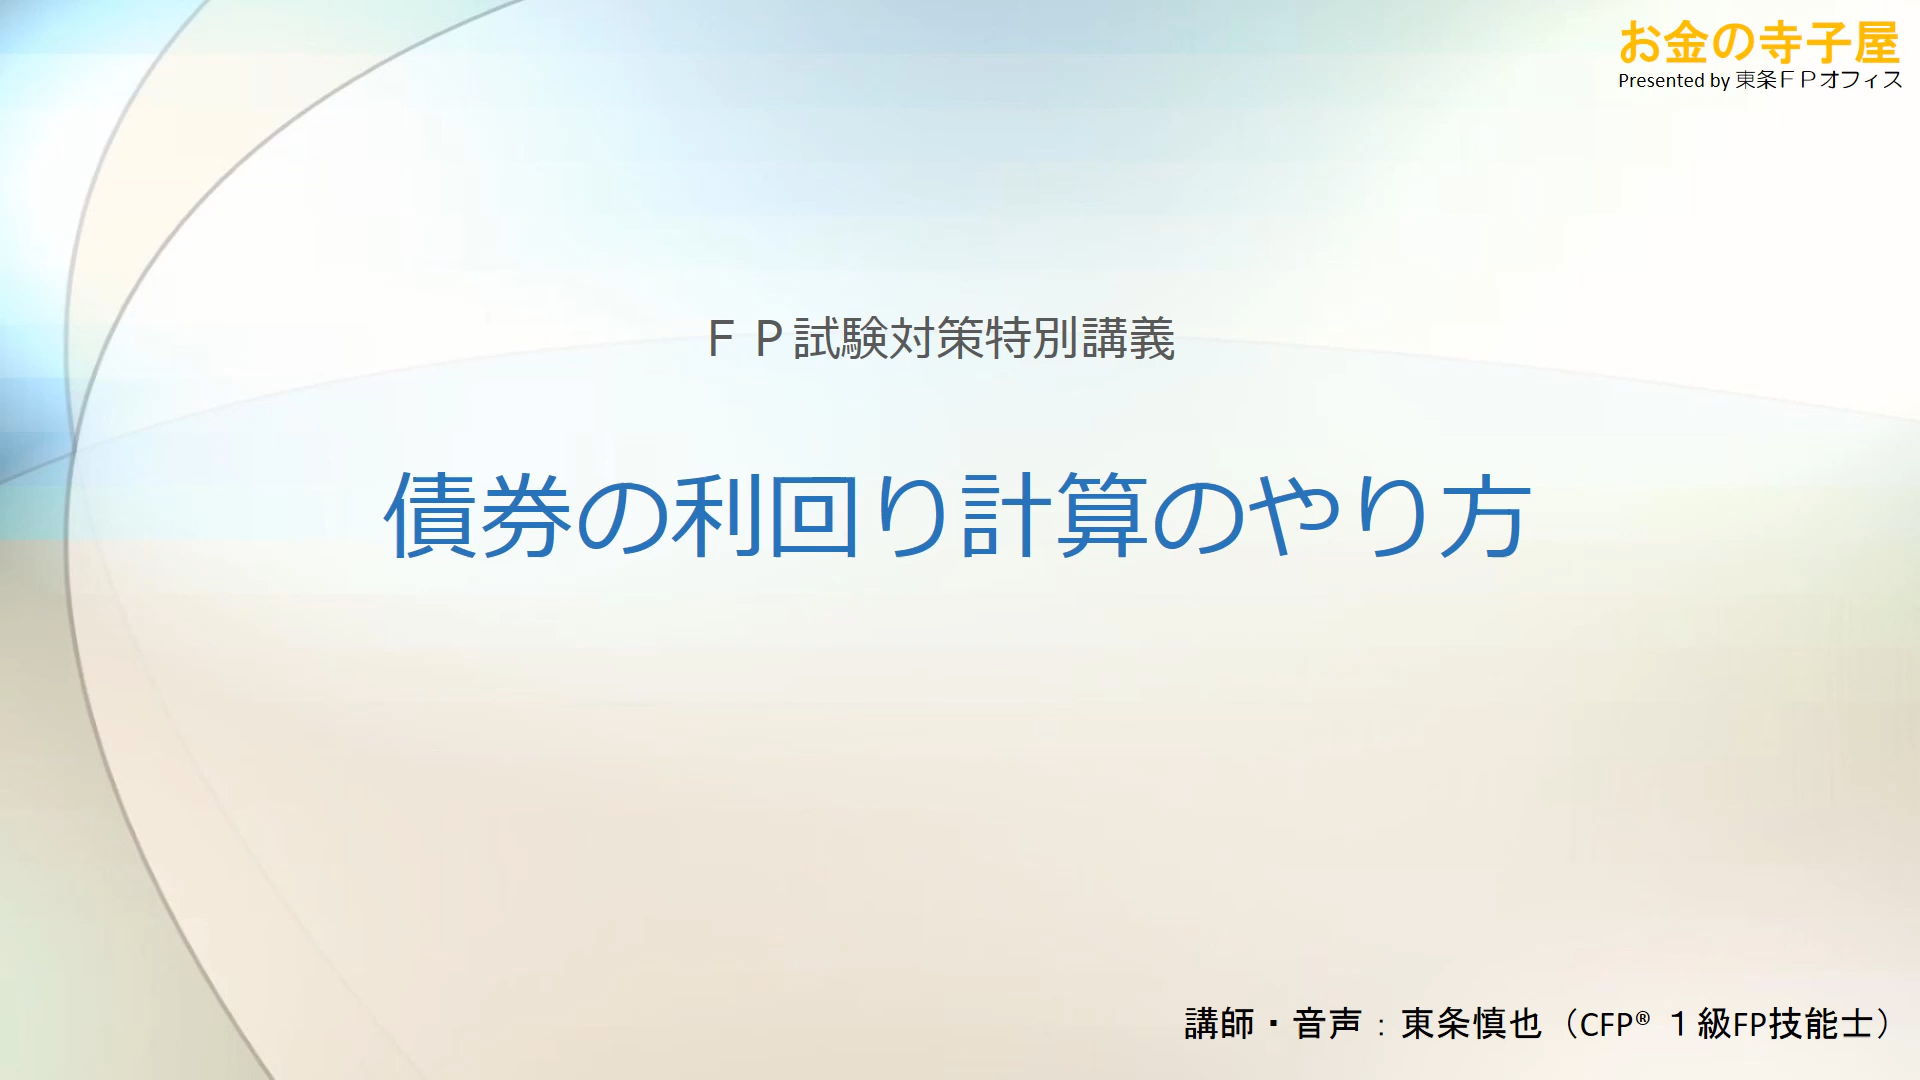 お金の寺子屋
Presented by 東条ＦＰオフィス
ＦＰ試験対策特別講義
債券の利回り計算のやり方
講師・音声：東条慎也（CFP® １級FP技能士）